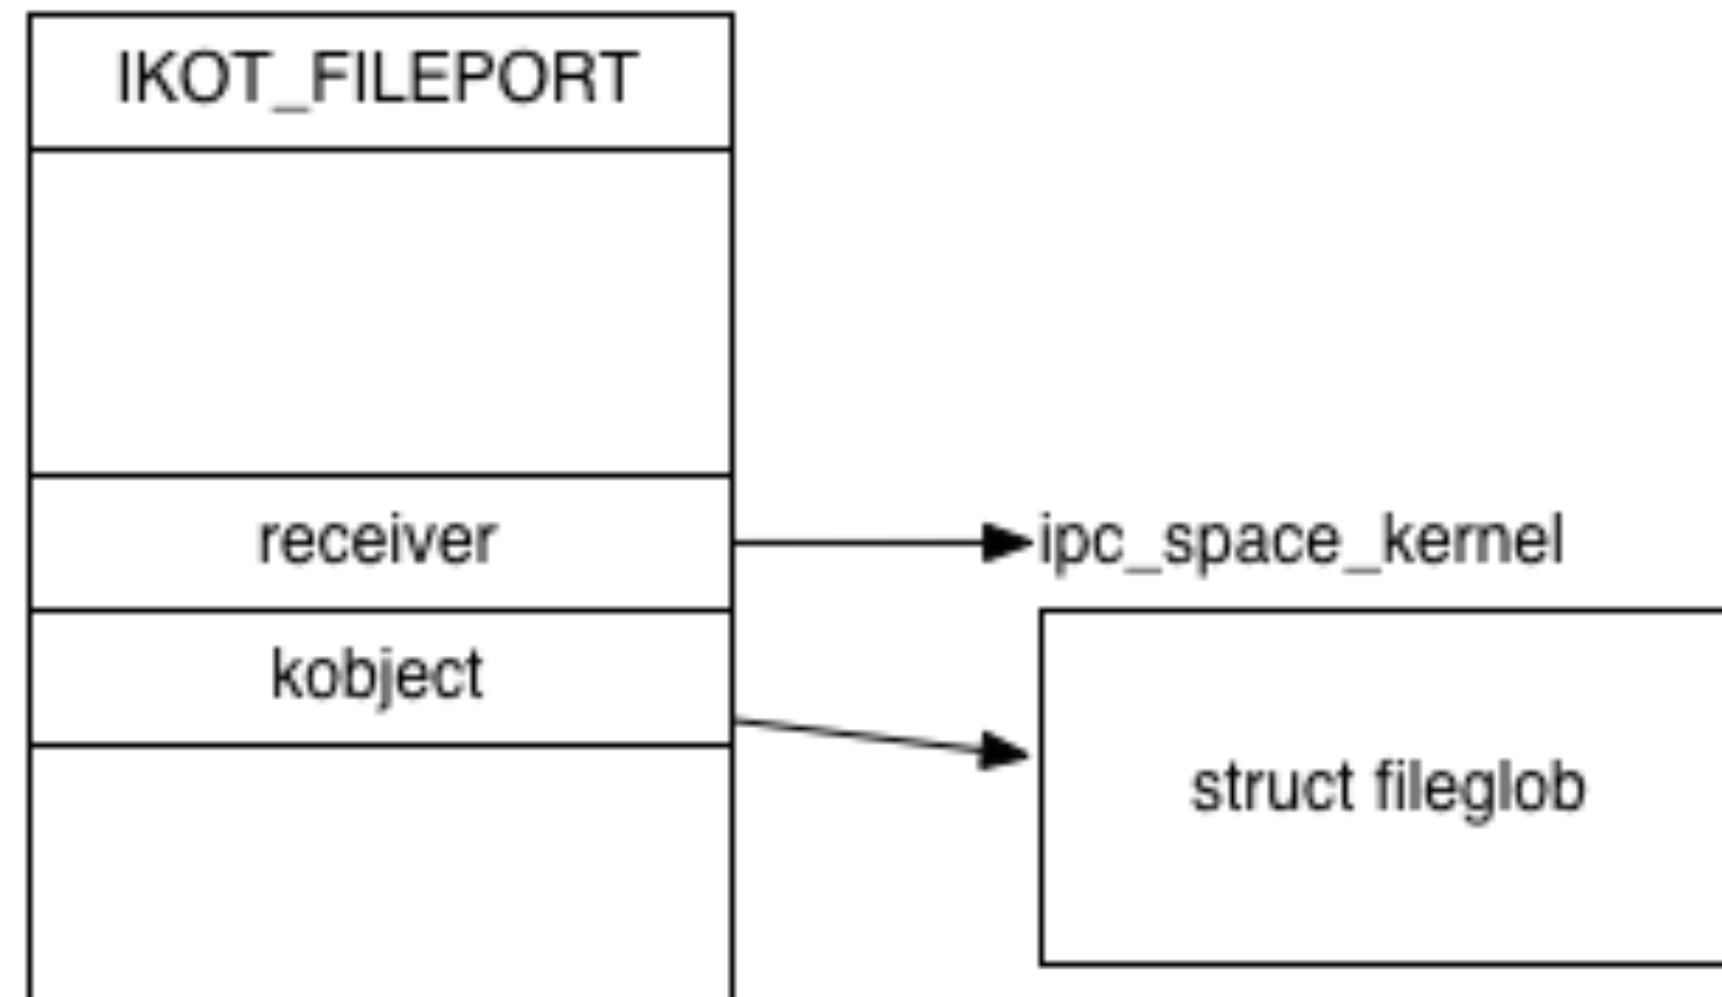 IKOT_FILEPORT
receiver
ipc_space_kernel
kobject
struct fileglob